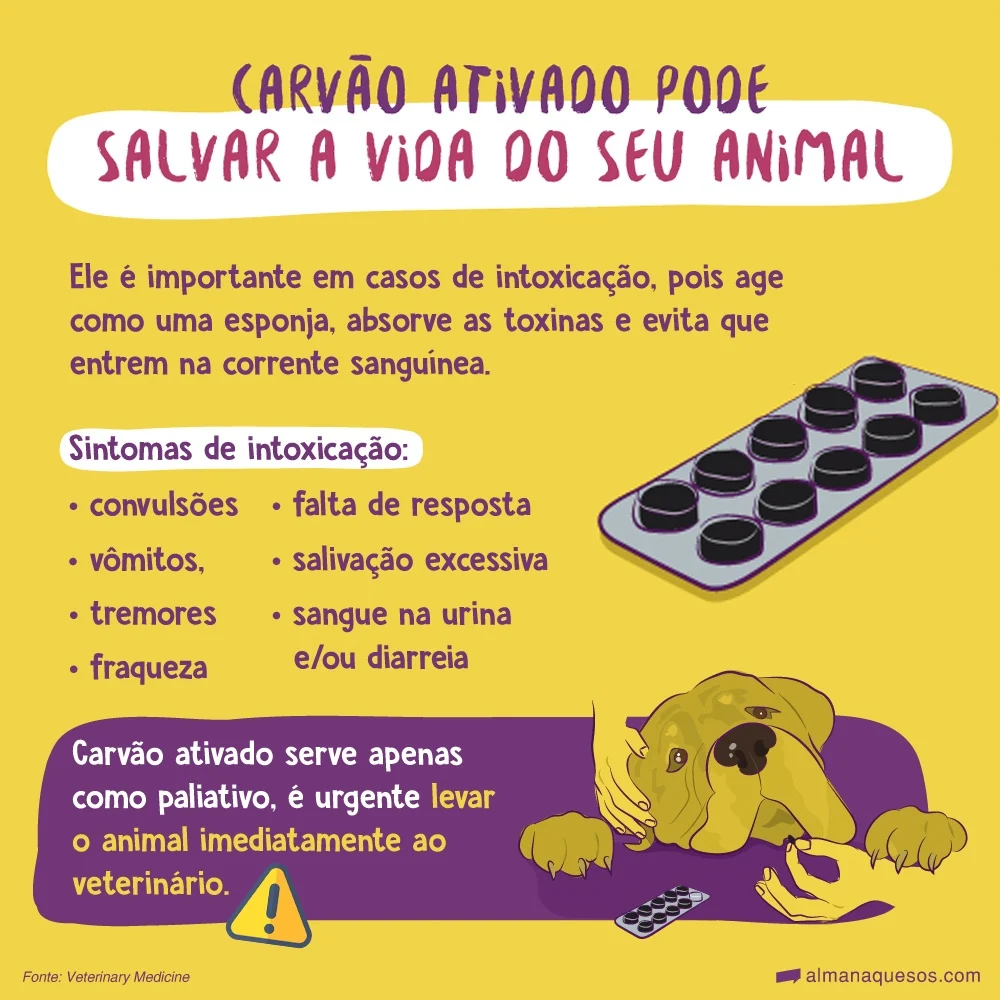 CARVÃO ATIVADO PODE
SALVAR A VIDA DO SEU ANIMAL
Ele é importante em casos de intoxicação, pois age
como uma esponja, absorve as toxinas e evita que
entrem na corrente sanguínea.
Sintomas de intoxicação:
• convulsões
• vômitos,
• tremores
• fraqueza
• falta de resposta
• salivação excessiva
• sangue na urina
e/ou diarreia
Carvão ativado serve apenas
como paliativo, é urgente levar
o animal imediatamente ao
veterinário.
Fonte: Veterinary Medicine
almanaquesos.com